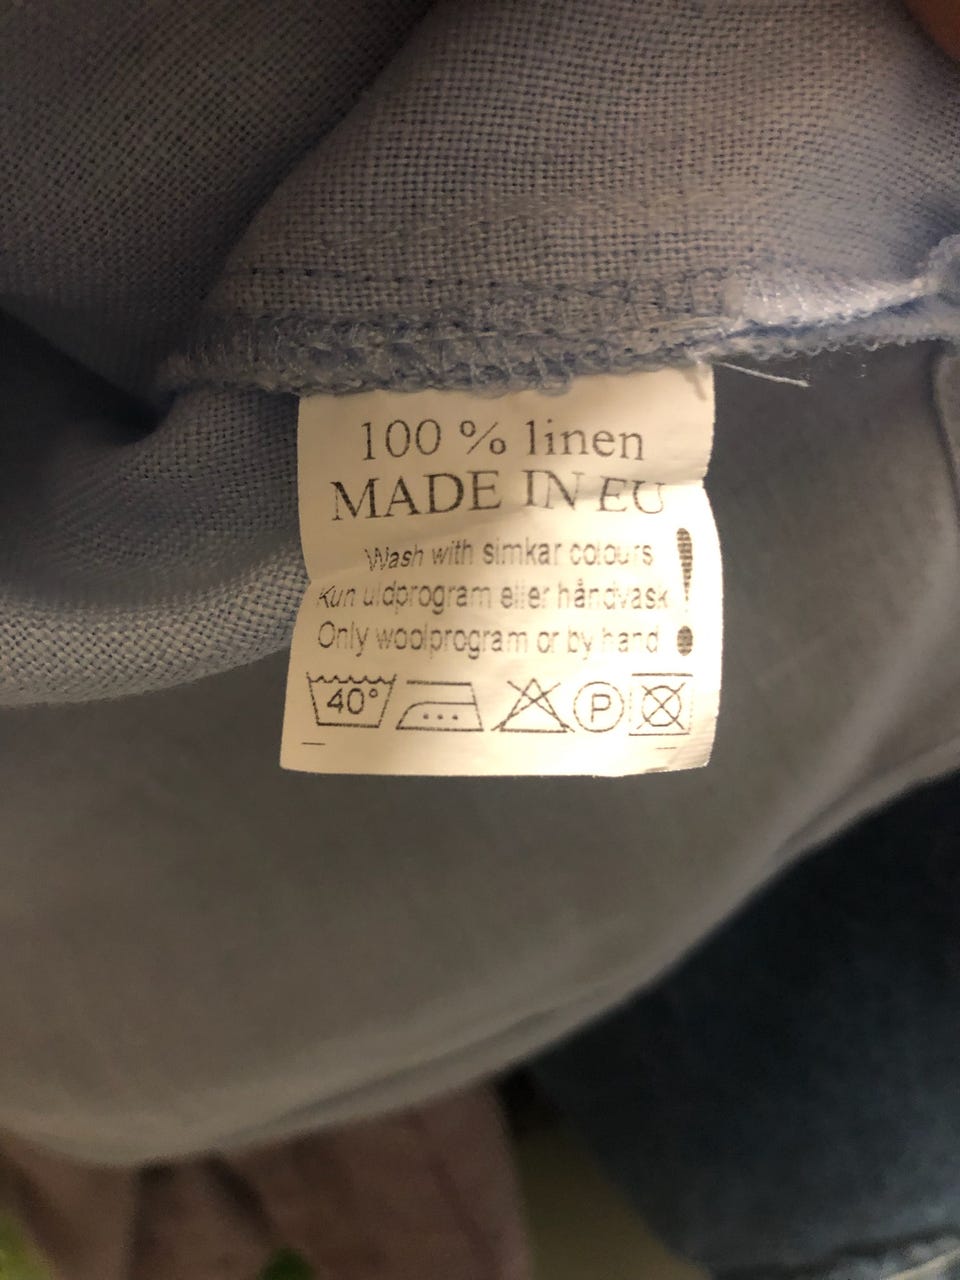 100 % linen
MADE IN EU
Wash with simkar colours
Kun uldprogram eller håndvask
Only woolprogram or by hand
!
40°
P